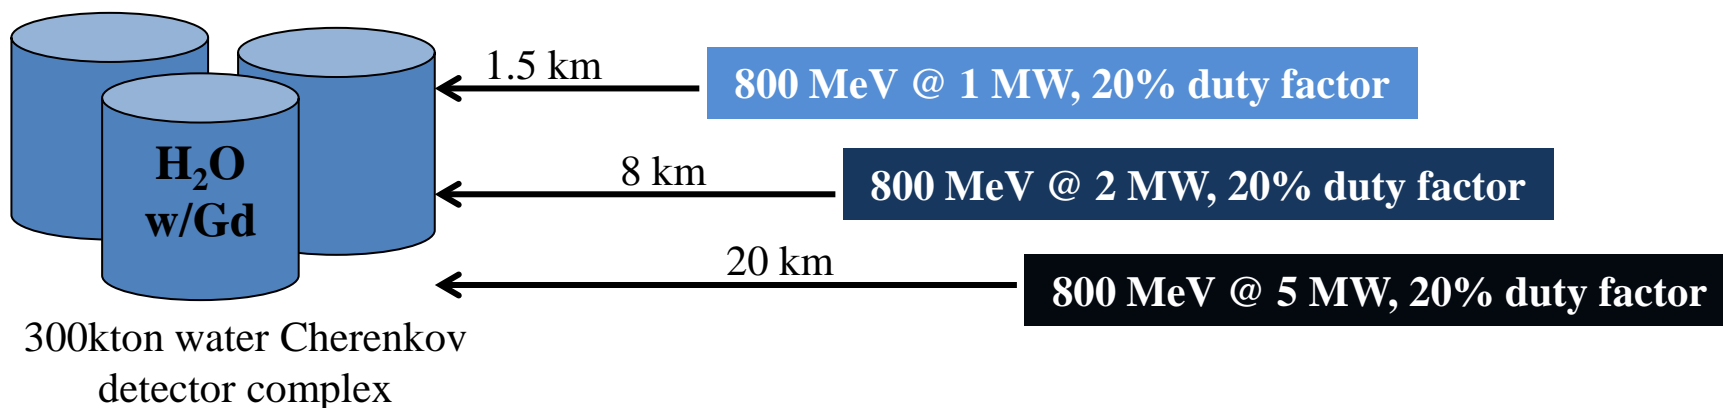 1.5 km
800 MeV @ 1 MW, 20% duty factor
8 km
800 MeV @ 2 MW, 20% duty factor
20 km
800 MeV @ 5 MW, 20% duty factor
H₂O
w/Gd
300kton water Cherenkov
detector complex